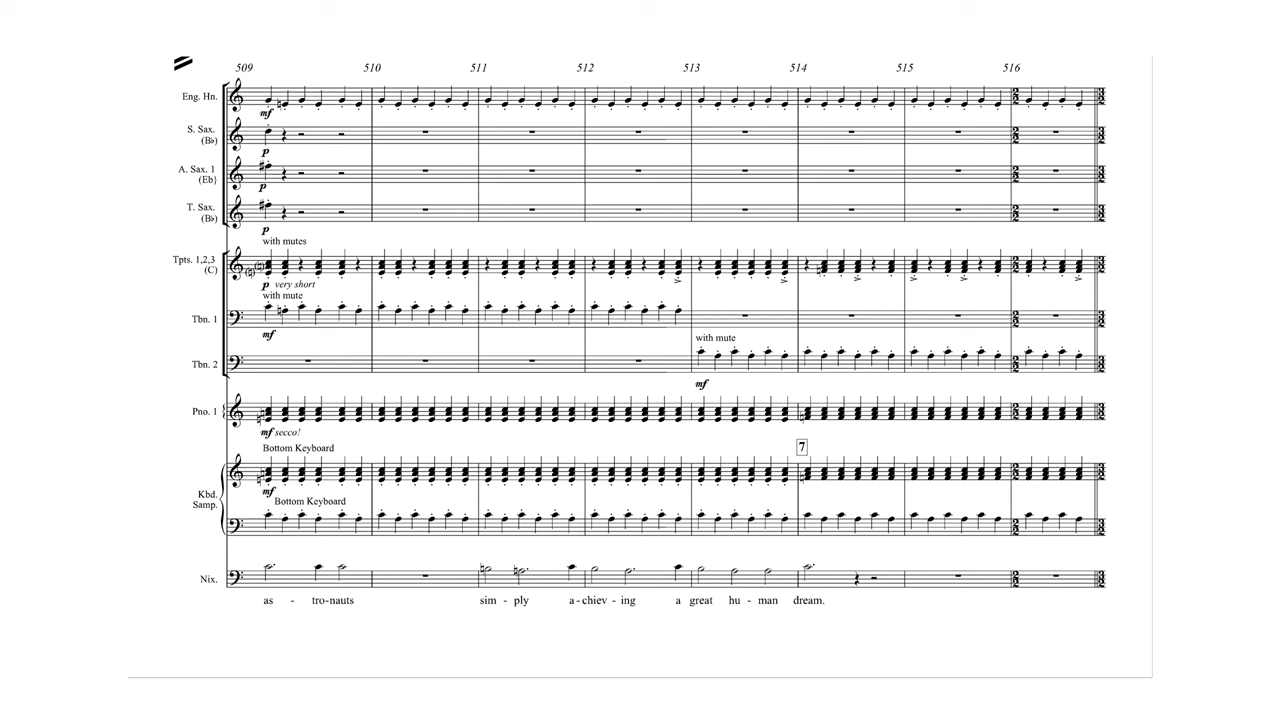 509 510 511 512 513 514 515 516
Eng. Hn.
mf
S. Sax.
(B♭)
p
A. Sax. 1
(Eb}
p
T. Sax.
(B♭)
p
with mutes
Tpts. 1,2,3
(C)
p very short
with mute
Tbn. 1
mf
with mute
Tbn. 2
mf
Pno. 1
mf secco!
7
Bottom Keyboard
mf
Kbd.
Samp.
Bottom Keyboard
Nix.
as - tro-nauts sim - ply a-chiev - ing a great hu - man dream.